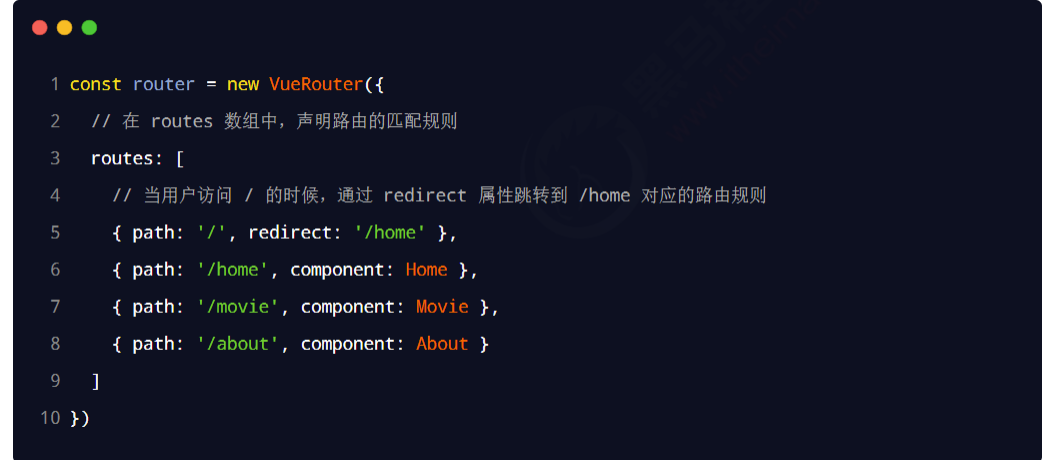 1 const router = new VueRouter({
2 // 在 routes 数组中，声明路由的匹配规则
3 routes: [
4 // 当用户访问 / 的时候，通过 redirect 属性跳转到 /home 对应的路由规则
5 { path: '/', redirect: '/home' },
6 { path: '/home', component: Home },
7 { path: '/movie', component: Movie },
8 { path: '/about', component: About }
9 ]
10 })